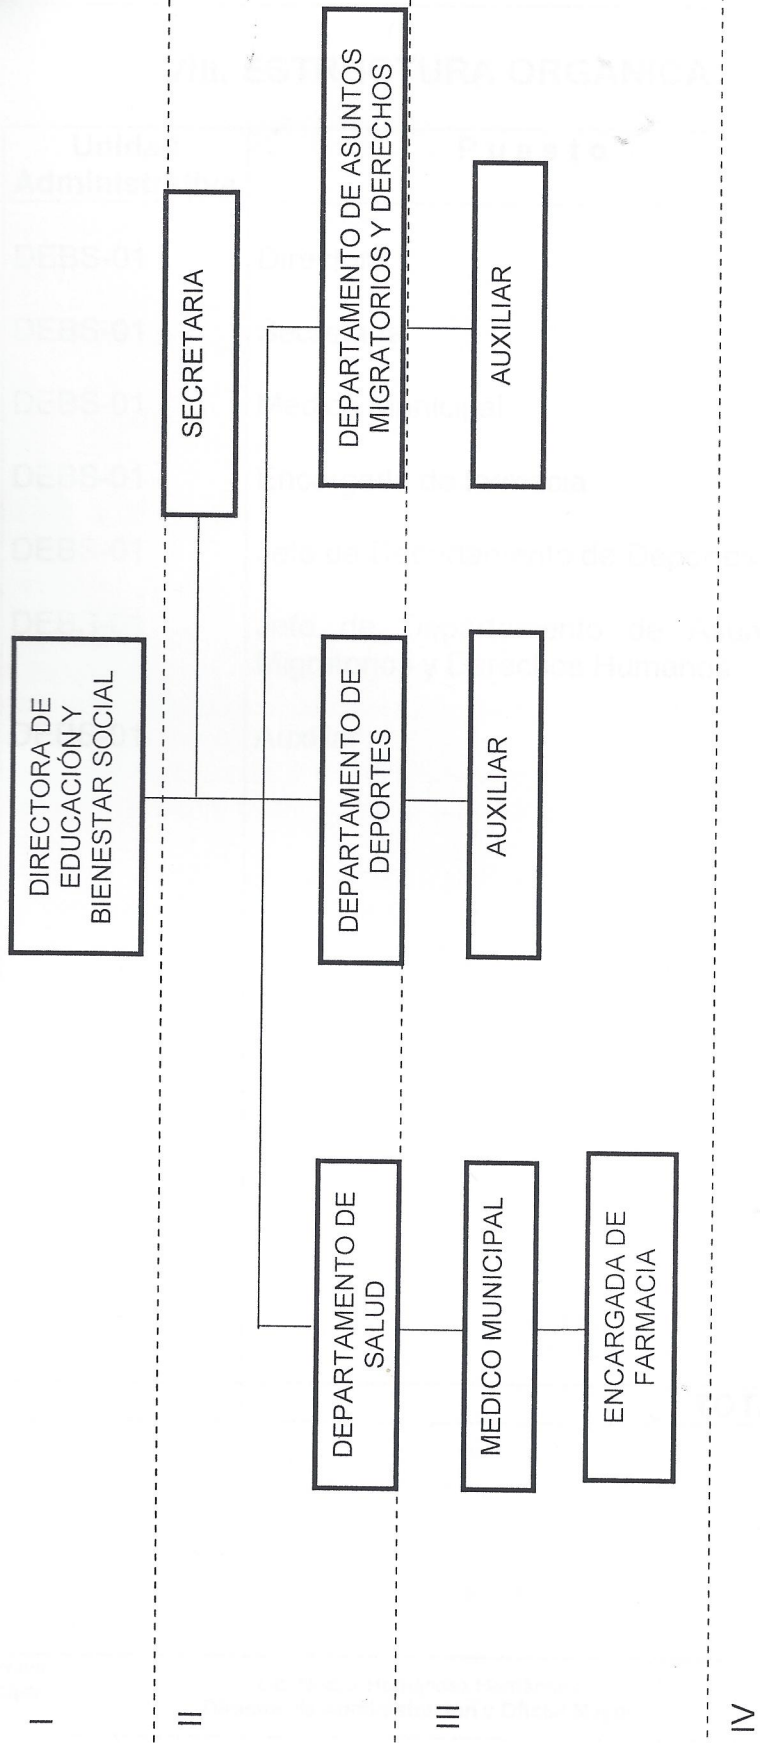 I
DIRECTORA DE
EDUCACIÓN Y
BIENESTAR SOCIAL
II
SECRETARIA
DEPARTAMENTO DE
SALUD
DEPARTAMENTO DE
DEPORTES
DEPARTAMENTO DE ASUNTOS
MIGRATORIOS Y DERECHOS
III
MEDICO MUNICIPAL
AUXILIAR
AUXILIAR
ENCARGADA DE
FARMACIA
IV